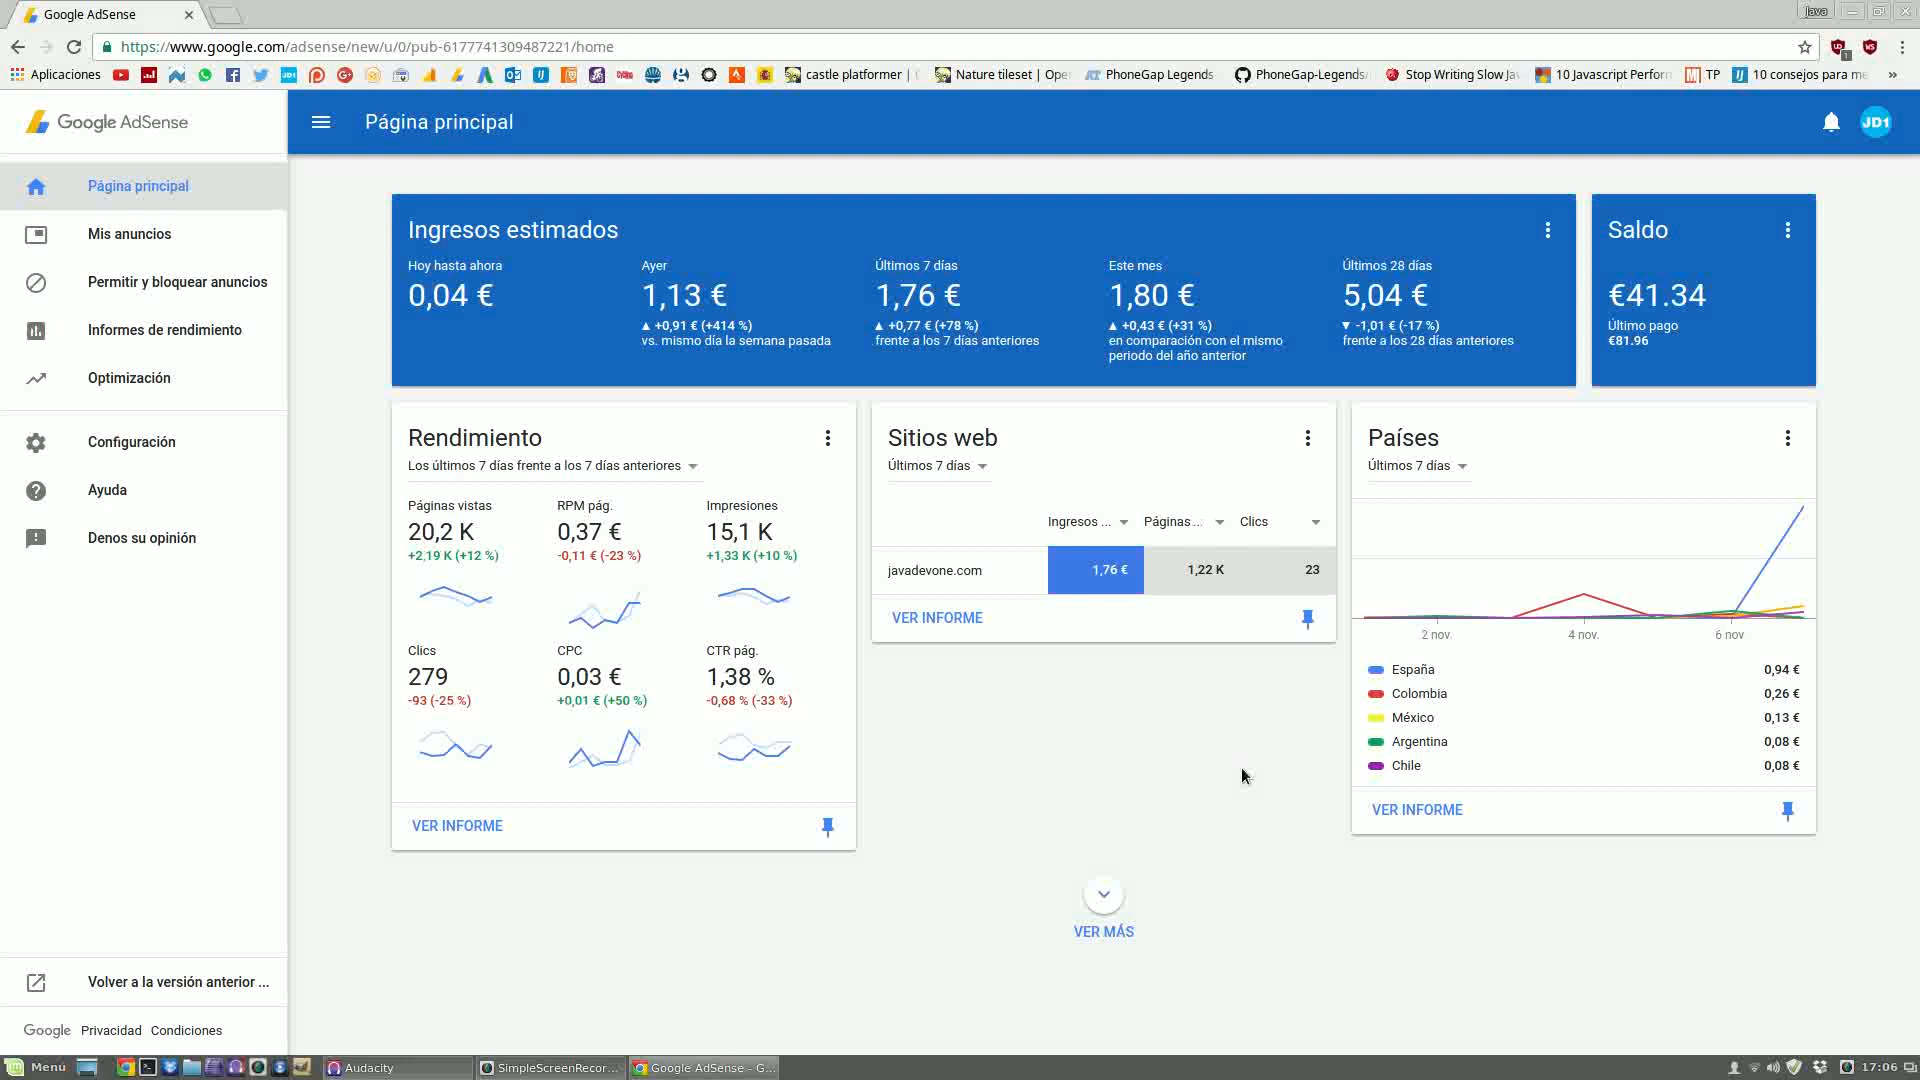 Google AdSense
Java
https://www.google.com/adsense/new/u/0/pub-6177741309487221/home
Aplicaciones
castle platformer |
Nature tileset | Ope
PhoneGap Legends
PhoneGap-Legends/
Stop Writing Slow Ja
10 Javascript Perfor
TP
10 consejos para me
»
Google AdSense
Página principal
JD1
Página principal
Mis anuncios
Permitir y bloquear anuncios
Informes de rendimiento
Optimización
Configuración
Ayuda
Denos su opinión
Volver a la versión anterior ...
Google Privacidad Condiciones
Ingresos estimados
Hoy hasta ahora
0,04 €
Ayer
1,13 €
▲ +0,91 € (+414 %)
vs. mismo día la semana pasada
Últimos 7 días
1,76 €
▲ +0,77 € (+78 %)
frente a los 7 días anteriores
Este mes
1,80 €
▲ +0,43 € (+31 %)
en comparación con el mismo
periodo del año anterior
Últimos 28 días
5,04 €
▼ -1,01 € (-17 %)
frente a los 28 días anteriores
Saldo
€41.34
Último pago
€81.96
Rendimiento
Los últimos 7 días frente a los 7 días anteriores
Páginas vistas
20,2 K
+2,19 K (+12 %)
RPM pág.
0,37 €
-0,11 € (-23 %)
Impresiones
15,1 K
+1,33 K (+10 %)
Clics
279
-93 (-25 %)
CPC
0,03 €
+0,01 € (+50 %)
CTR pág.
1,38 %
-0,68 % (-33 %)
VER INFORME
Sitios web
Últimos 7 días
Ingresos ... Páginas ... Clics
javadevone.com 1,76 € 1,22 K 23
VER INFORME
Países
Últimos 7 días
2 nov. 4 nov. 6 nov
España 0,94 €
Colombia 0,26 €
México 0,13 €
Argentina 0,08 €
Chile 0,08 €
VER INFORME
VER MÁS
Menú
Audacity
SimpleScreenRecor...
Google AdSense - G...
17:06